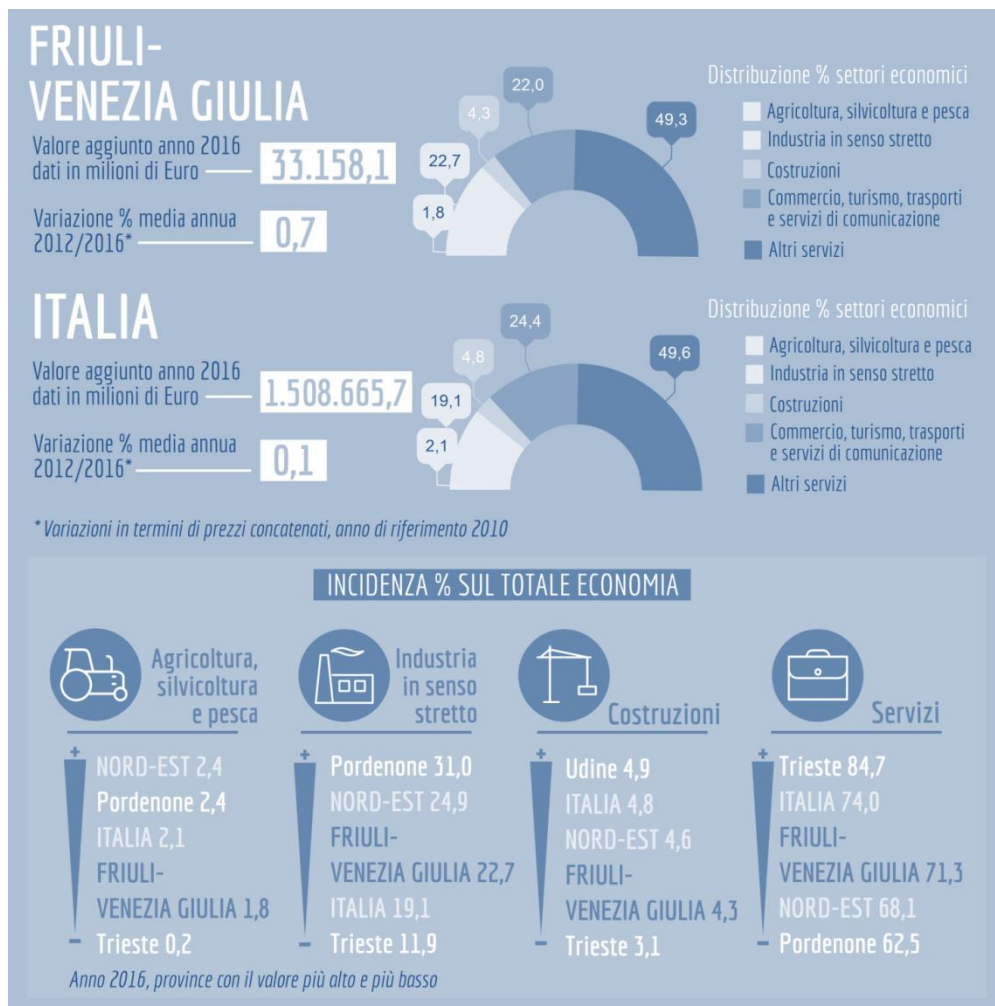 FRIULI-
VENEZIA GIULIA
Valore aggiunto anno 2016
dati in milioni di Euro
33.158,1
Variazione % media annua
2012/2016*
0,7
1,8
22,7
4,3
22,0
49,3
Distribuzione % settori economici
Agricoltura, silvicoltura e pesca
Industria in senso stretto
Costruzioni
Commercio, turismo, trasporti
e servizi di comunicazione
Altri servizi
ITALIA
Valore aggiunto anno 2016
dati in milioni di Euro
1.508.665,7
Variazione % media annua
2012/2016*
0,1
2,1
19,1
4,8
24,4
49,6
Distribuzione % settori economici
Agricoltura, silvicoltura e pesca
Industria in senso stretto
Costruzioni
Commercio, turismo, trasporti
e servizi di comunicazione
Altri servizi
* Variazioni in termini di prezzi concatenati, anno di riferimento 2010
INCIDENZA % SUL TOTALE ECONOMIA
Agricoltura,
silvicoltura
e pesca
+
NORD-EST 2,4
Pordenone 2,4
ITALIA 2,1
FRIULI-
VENEZIA GIULIA 1,8
- Trieste 0,2
Industria
in senso
stretto
+
Pordenone 31,0
NORD-EST 24,9
FRIULI-
VENEZIA GIULIA 22,7
ITALIA 19,1
- Trieste 11,9
Costruzioni
+
Udine 4,9
ITALIA 4,8
NORD-EST 4,6
FRIULI-
VENEZIA GIULIA 4,3
- Trieste 3,1
Servizi
+
Trieste 84,7
ITALIA 74,0
FRIULI-
VENEZIA GIULIA 71,3
NORD-EST 68,1
- Pordenone 62,5
Anno 2016, province con il valore più alto e più basso